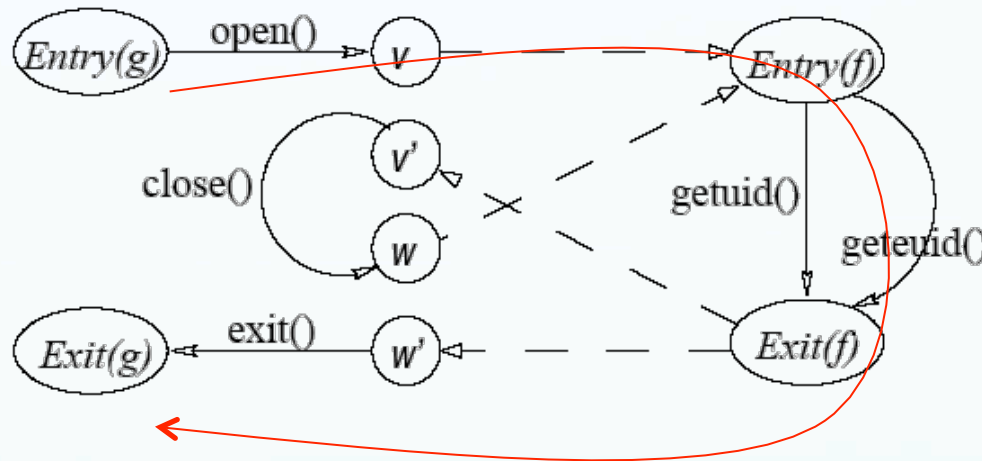 open()
Entry(g)
v
Entry(f)
v'
close()
getuid()
w
geteuid()
exit()
Exit(g)
w'
Exit(f)